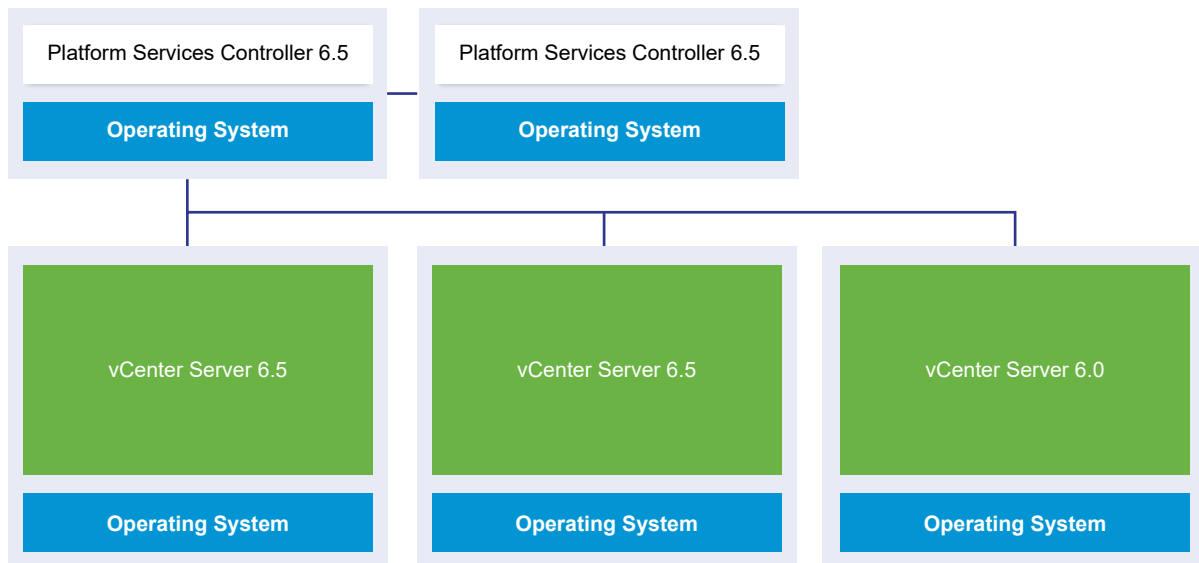 Platform Services Controller 6.5
Platform Services Controller 6.5
Operating System
Operating System
vCenter Server 6.5
vCenter Server 6.5
vCenter Server 6.0
Operating System
Operating System
Operating System